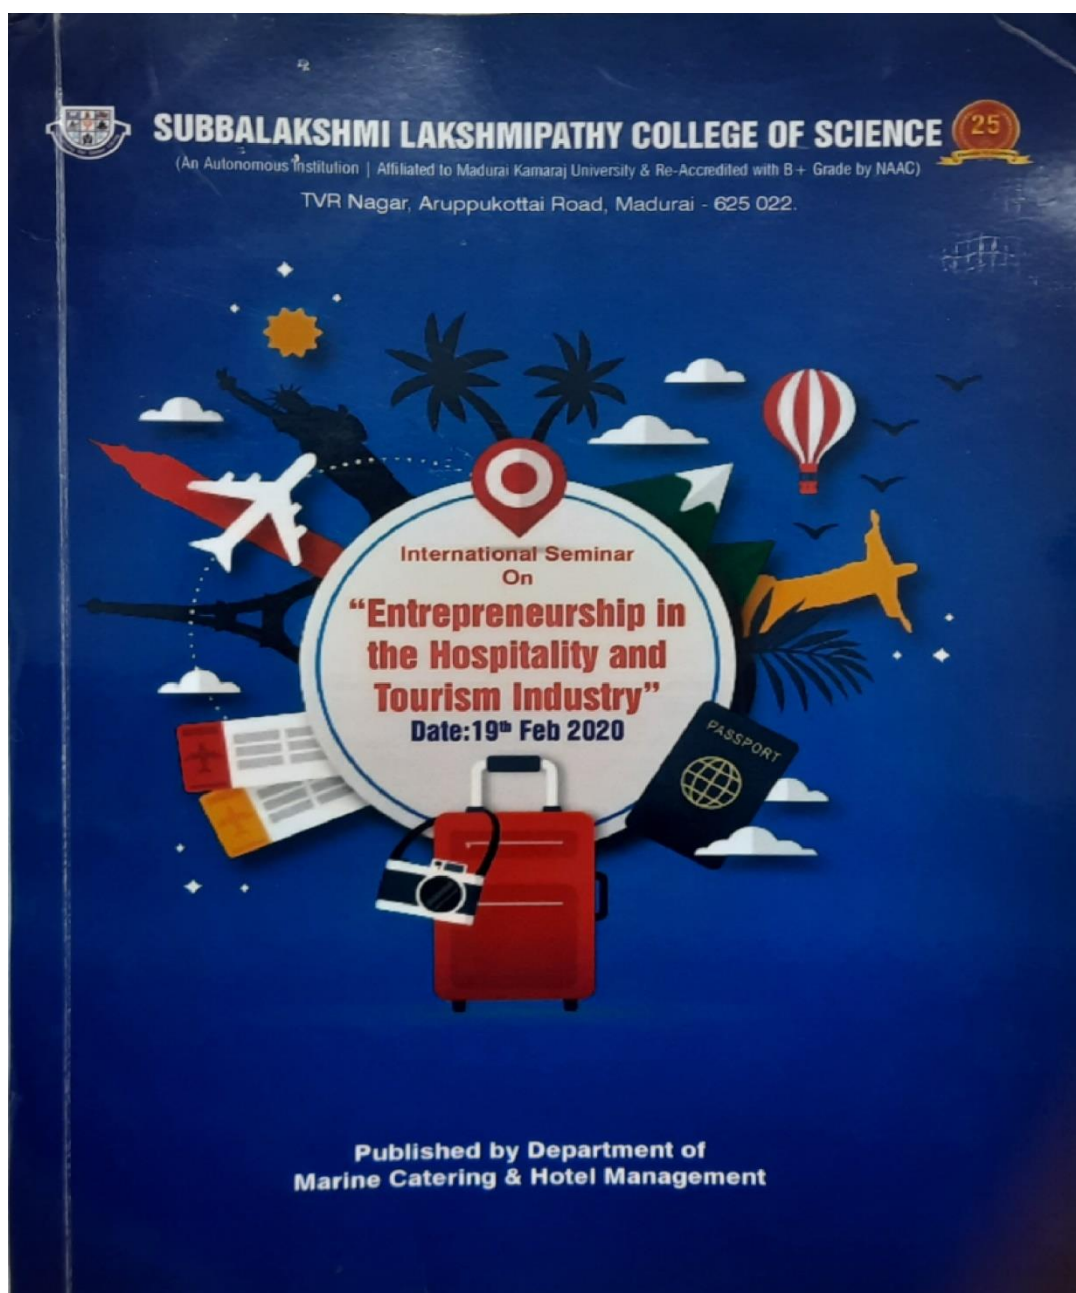 SUBBALAKSHMI LAKSHMIPATHY COLLEGE OF SCIENCE
25
(An Autonomous Institution | Affiliated to Madurai Kamaraj University & Re-Accredited with B+ Grade by NAAC)
TVR Nagar, Aruppukottai Road, Madurai - 625 022.
International Seminar
On
“Entrepreneurship in
the Hospitality and
Tourism Industry”
Date:19th Feb 2020
PASSPORT
Published by Department of
Marine Catering & Hotel Management